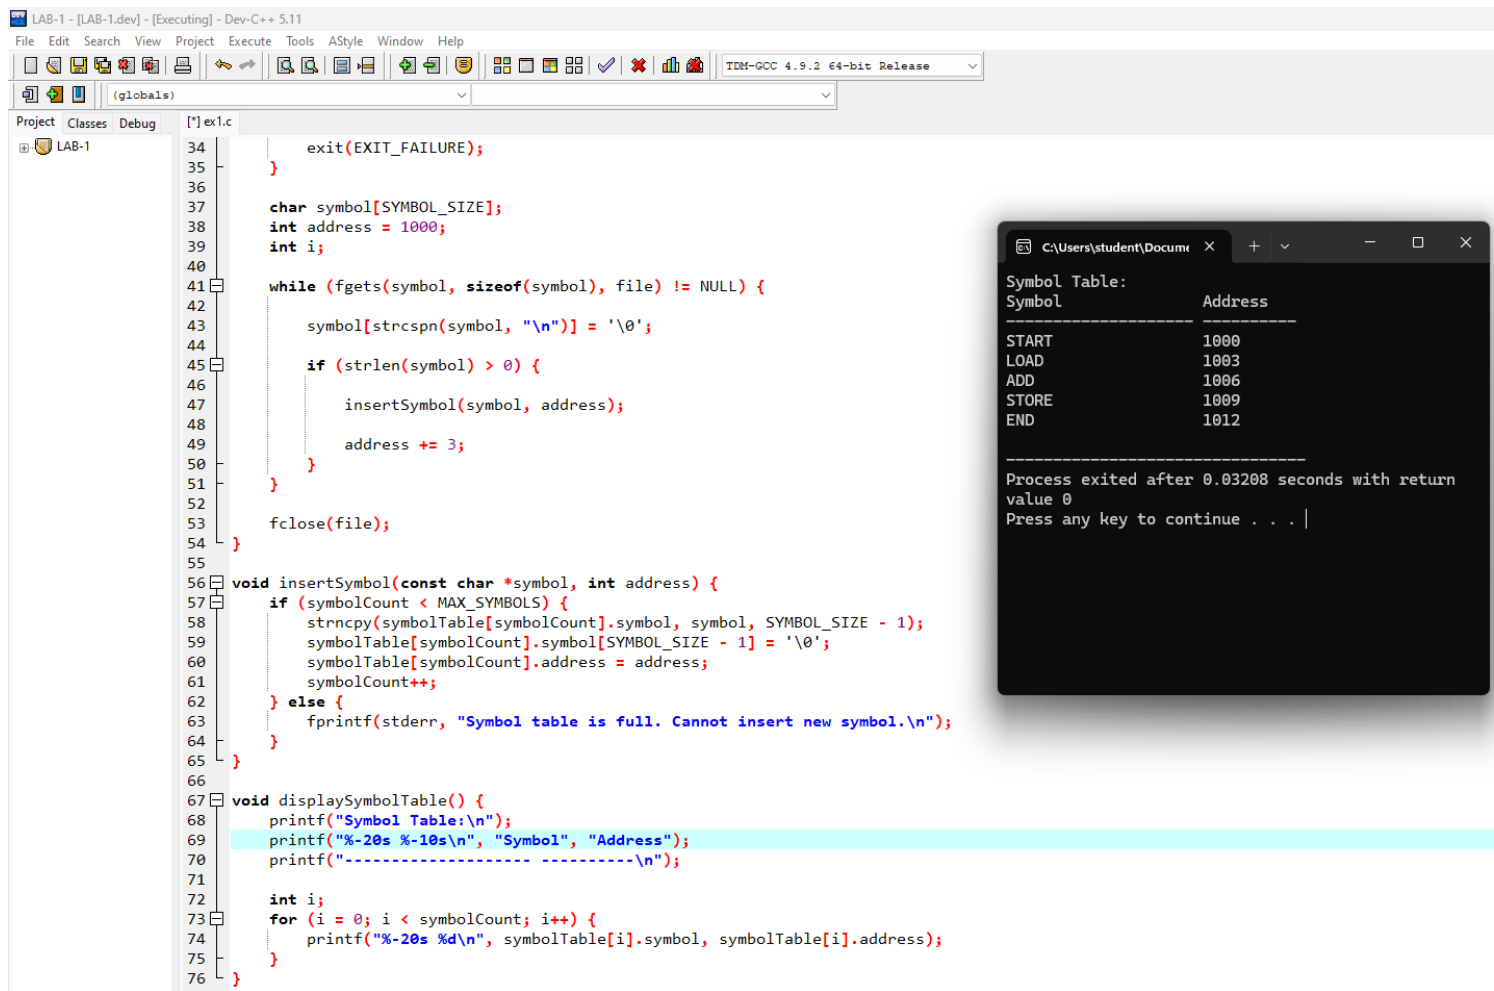 LAB-1 - [LAB-1.dev] - [Executing] - Dev-C++ 5.11
File Edit Search View Project Execute Tools AStyle Window Help
TDM-GCC 4.9.2 64-bit Release
(globals)
Project Classes Debug
[*] ex1.c
LAB-1
34 exit(EXIT_FAILURE);
35 }
36
37 char symbol[SYMBOL_SIZE];
38 int address = 1000;
39 int i;
40
41 while (fgets(symbol, sizeof(symbol), file) != NULL) {
42
43 symbol[strcspn(symbol, "\n")] = '\0';
44
45 if (strlen(symbol) > 0) {
46
47 insertSymbol(symbol, address);
48
49 address += 3;
50 }
51 }
52
53 fclose(file);
54 }
55
56 void insertSymbol(const char *symbol, int address) {
57 if (symbolCount < MAX_SYMBOLS) {
58 strncpy(symbolTable[symbolCount].symbol, symbol, SYMBOL_SIZE - 1);
59 symbolTable[symbolCount].symbol[SYMBOL_SIZE - 1] = '\0';
60 symbolTable[symbolCount].address = address;
61 symbolCount++;
62 } else {
63 fprintf(stderr, "Symbol table is full. Cannot insert new symbol.\n");
64 }
65 }
66
67 void displaySymbolTable() {
68 printf("Symbol Table:\n");
69 printf("%-20s %-10s\n", "Symbol", "Address");
70 printf("-------------------- ----------\n");
71
72 int i;
73 for (i = 0; i < symbolCount; i++) {
74 printf("%-20s %d\n", symbolTable[i].symbol, symbolTable[i].address);
75 }
76 }
C:\Users\student\Docume
Symbol Table:
Symbol Address
-------------------- ----------
START 1000
LOAD 1003
ADD 1006
STORE 1009
END 1012
--------------------------------
Process exited after 0.03208 seconds with return
value 0
Press any key to continue . . .